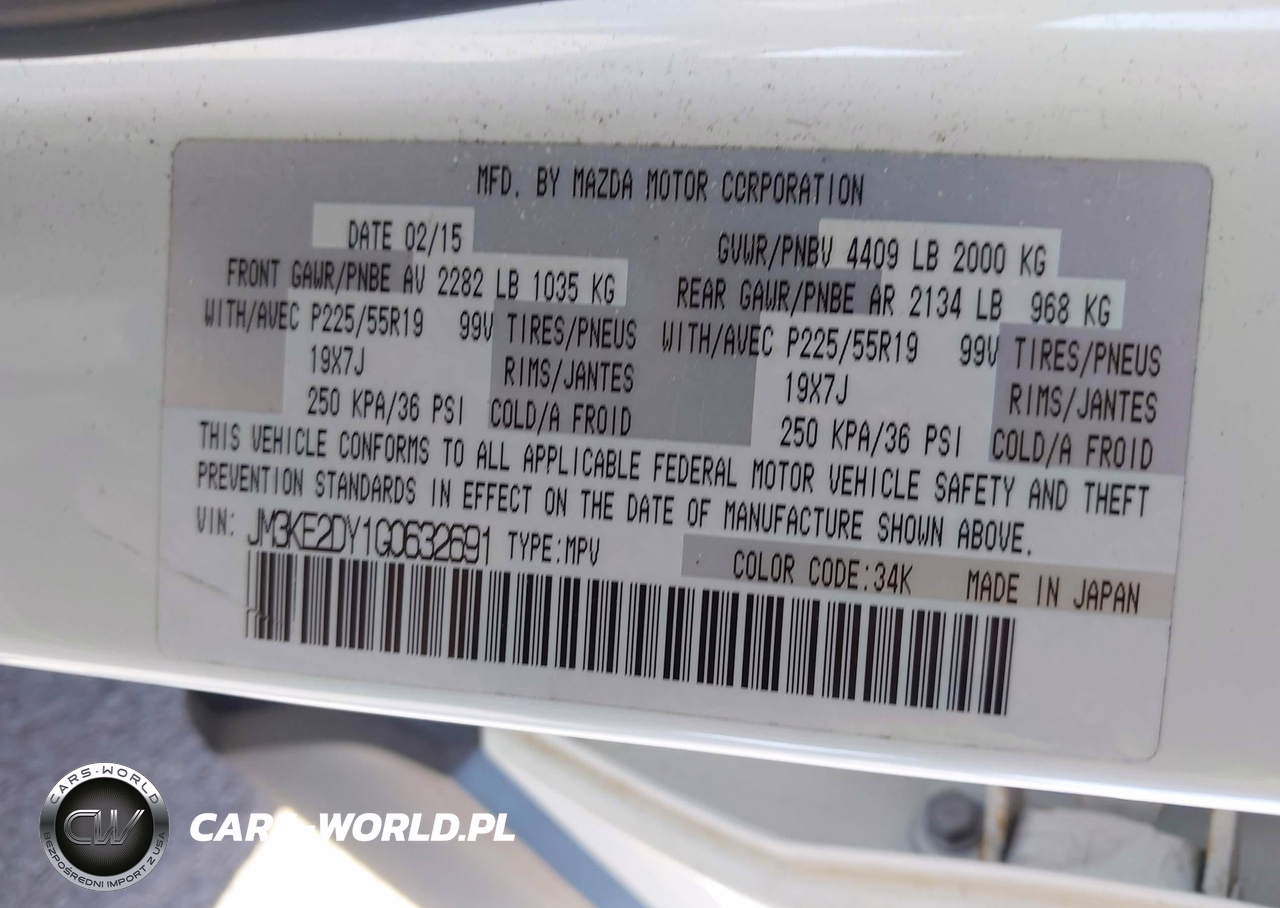 MFD. BY MAZDA MOTOR CORPORATION
DATE 02/15 GVWR/PNBV 4409 LB 2000 KG
FRONT GAWR/PNBE AV 2282 LB 1035 KG REAR GAWR/PNBE AR 2134 LB 968 KG
WITH/AVEC P225/55R19 99V TIRES/PNEUS WITH/AVEC P225/55R19 99V TIRES/PNEUS
19X7J RIMS/JANTES 19X7J RIMS/JANTES
250 KPA/36 PSI COLD/A FROID 250 KPA/36 PSI COLD/A FROID
THIS VEHICLE CONFORMS TO ALL APPLICABLE FEDERAL MOTOR VEHICLE SAFETY AND THEFT
PREVENTION STANDARDS IN EFFECT ON THE DATE OF MANUFACTURE SHOWN ABOVE.
VIN: JM3KE2DY1G0632691 TYPE:MPV COLOR CODE:34K MADE IN JAPAN
CARS-WORLD
CW
BEZPOŚREDNI IMPORT Z USA
CARS-WORLD.PL